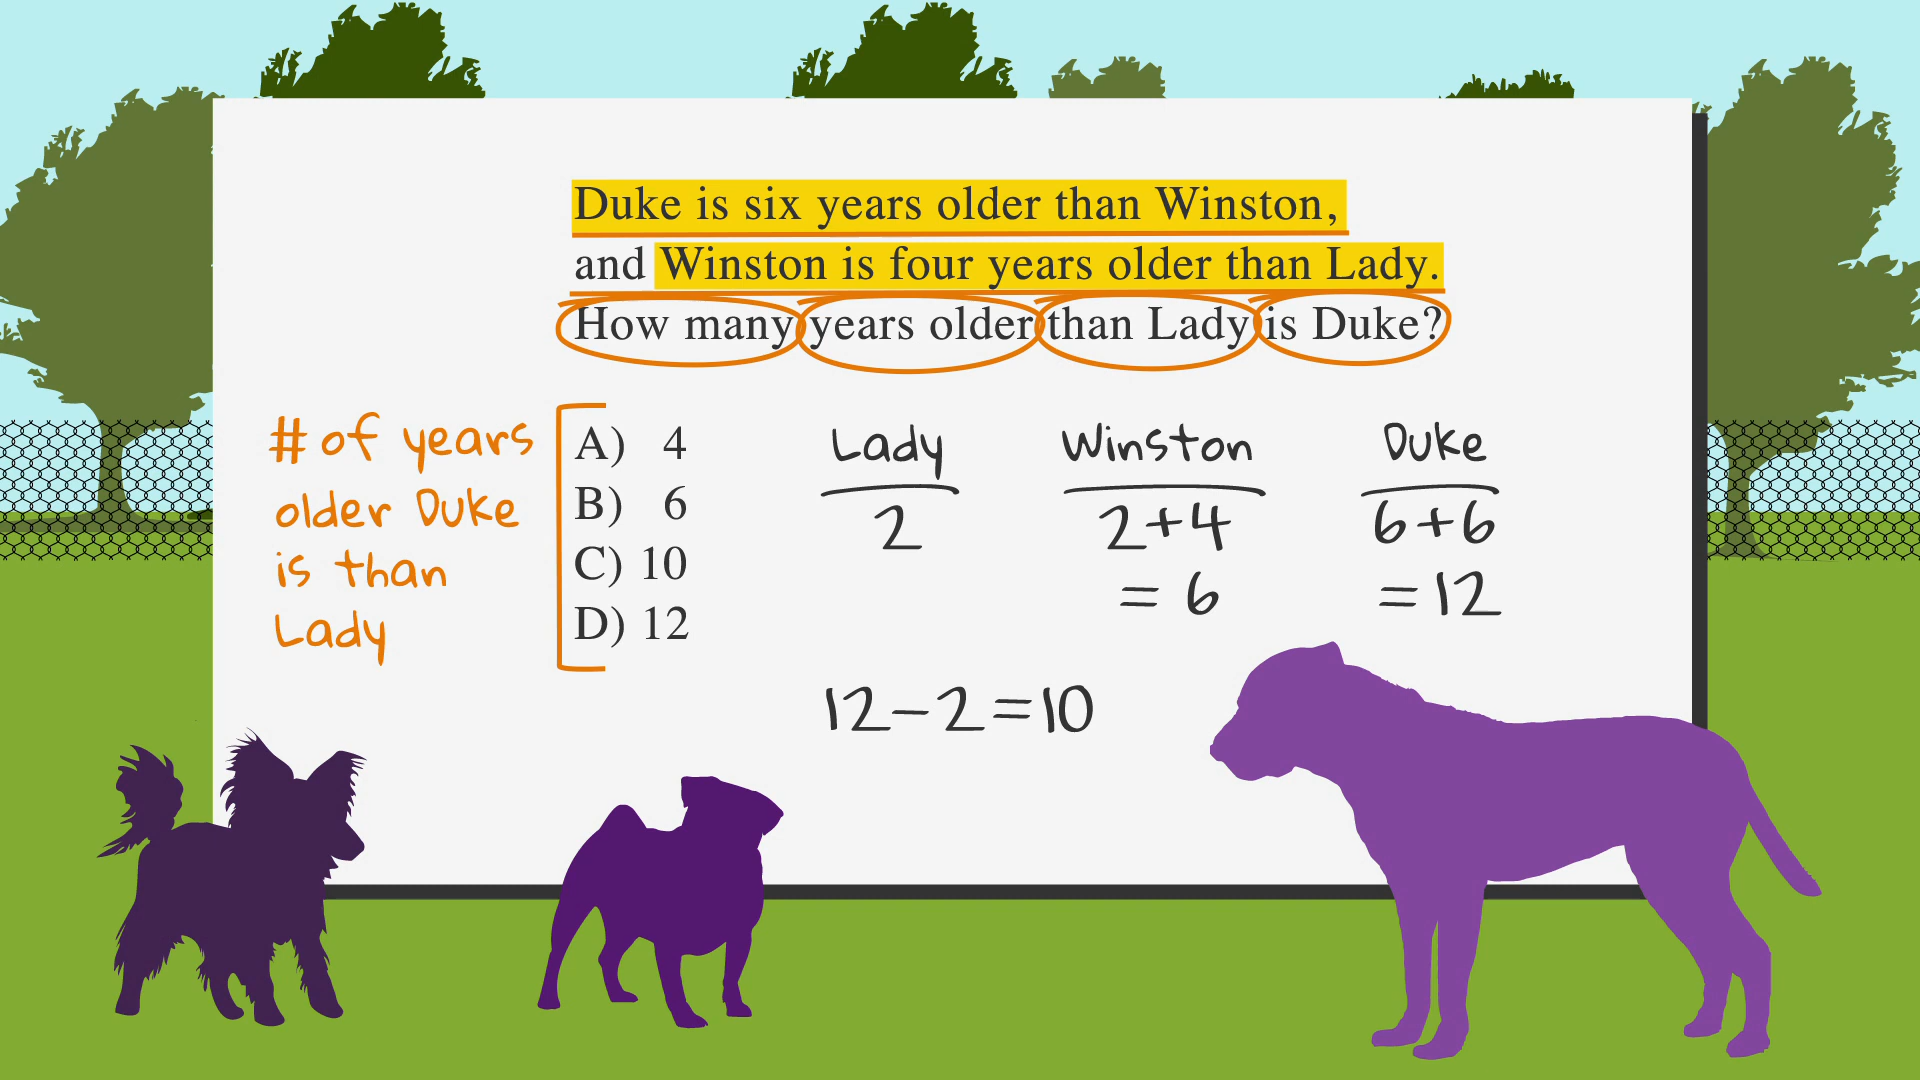 Duke is six years older than Winston,
and Winston is four years older than Lady.
How many years older than Lady is Duke?
# of years
older Duke
is than
Lady
A) 4
B) 6
C) 10
D) 12
Lady
2
Winston
2+4
= 6
Duke
6+6
= 12
12-2=10